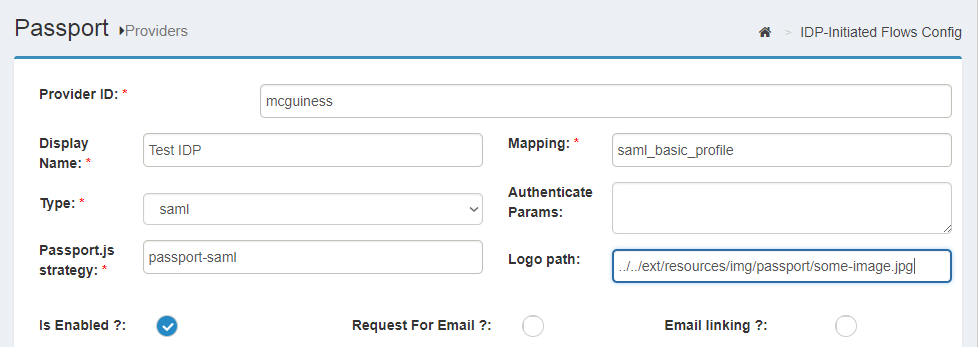 Passport Providers
> IDP-Initiated Flows Config
Provider ID: *
mcguiness
Display Name: *
Test IDP
Mapping: *
saml_basic_profile
Type: *
saml
Authenticate Params:
Passport.js strategy: *
passport-saml
Logo path:
../../ext/resources/img/passport/some-image.jpg
Is Enabled ?:
Request For Email ?:
Email linking ?: